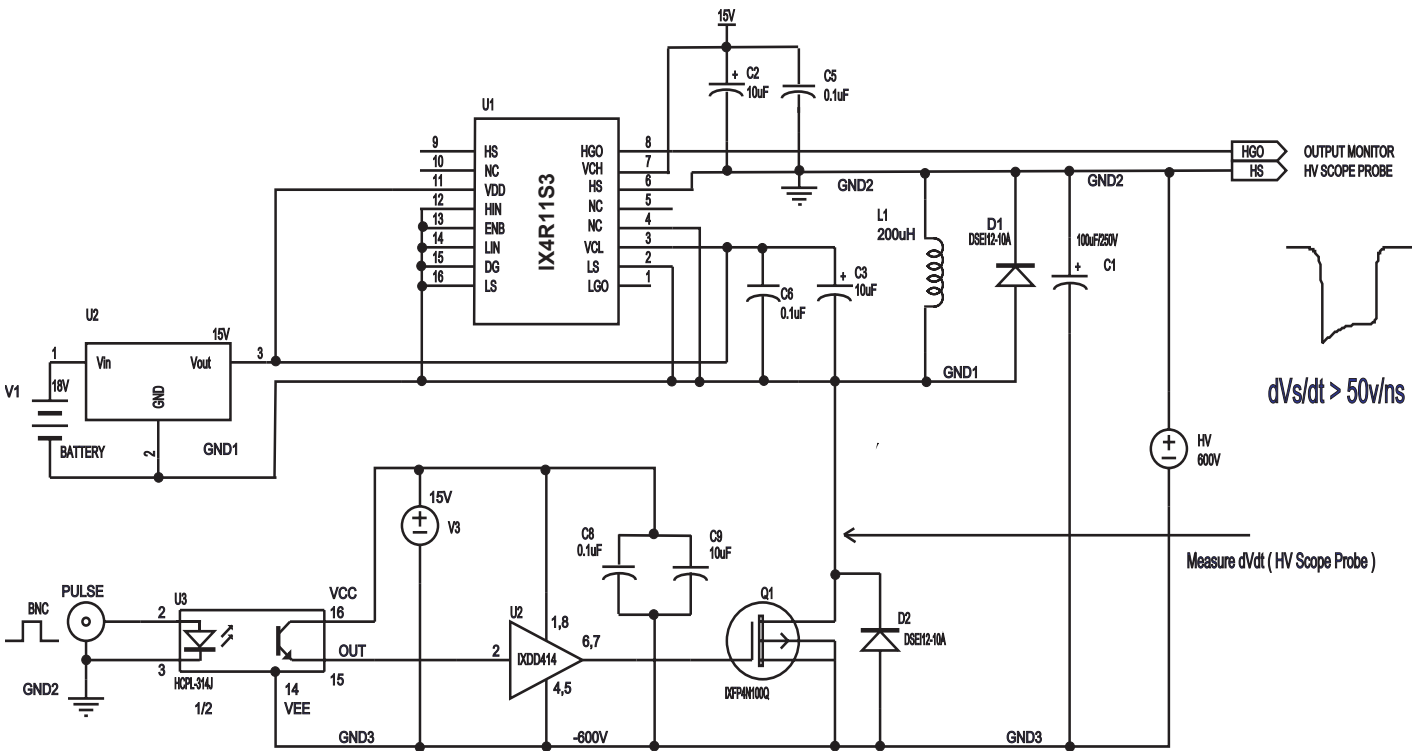 15V
C2
+
10uF
C5
0.1uF
U1
IX4R11S3
9 HS
10 NC
11 VDD
12 HIN
13 ENB
14 LIN
15 DG
16 LS
HGO 8
VCH 7
HS 6
NC 5
NC 4
VCL 3
LS 2
LGO 1
HGO OUTPUT MONITOR
HS HV SCOPE PROBE
GND2
GND2
L1
200uH
D1
DSEI12-10A
100uF/250V
+
C1
C6
0.1uF
+
C3
10uF
U2
15V
1 Vin Vout 3
GND
2
V1
18V
BATTERY
GND1
GND1
dVs/dt > 50v/ns
+
HV
600V
15V
+
V3
C8
0.1uF
C9
10uF
Measure dVdt ( HV Scope Probe )
BNC
PULSE
U3
2
3
HCPL-314J
1/2
GND2
VCC
16
OUT
15
14
VEE
U2
1,8
2
IXDD414
6,7
4,5
Q1
IXFP4N100Q
D2
DSEI12-10A
GND3
-600V
GND3